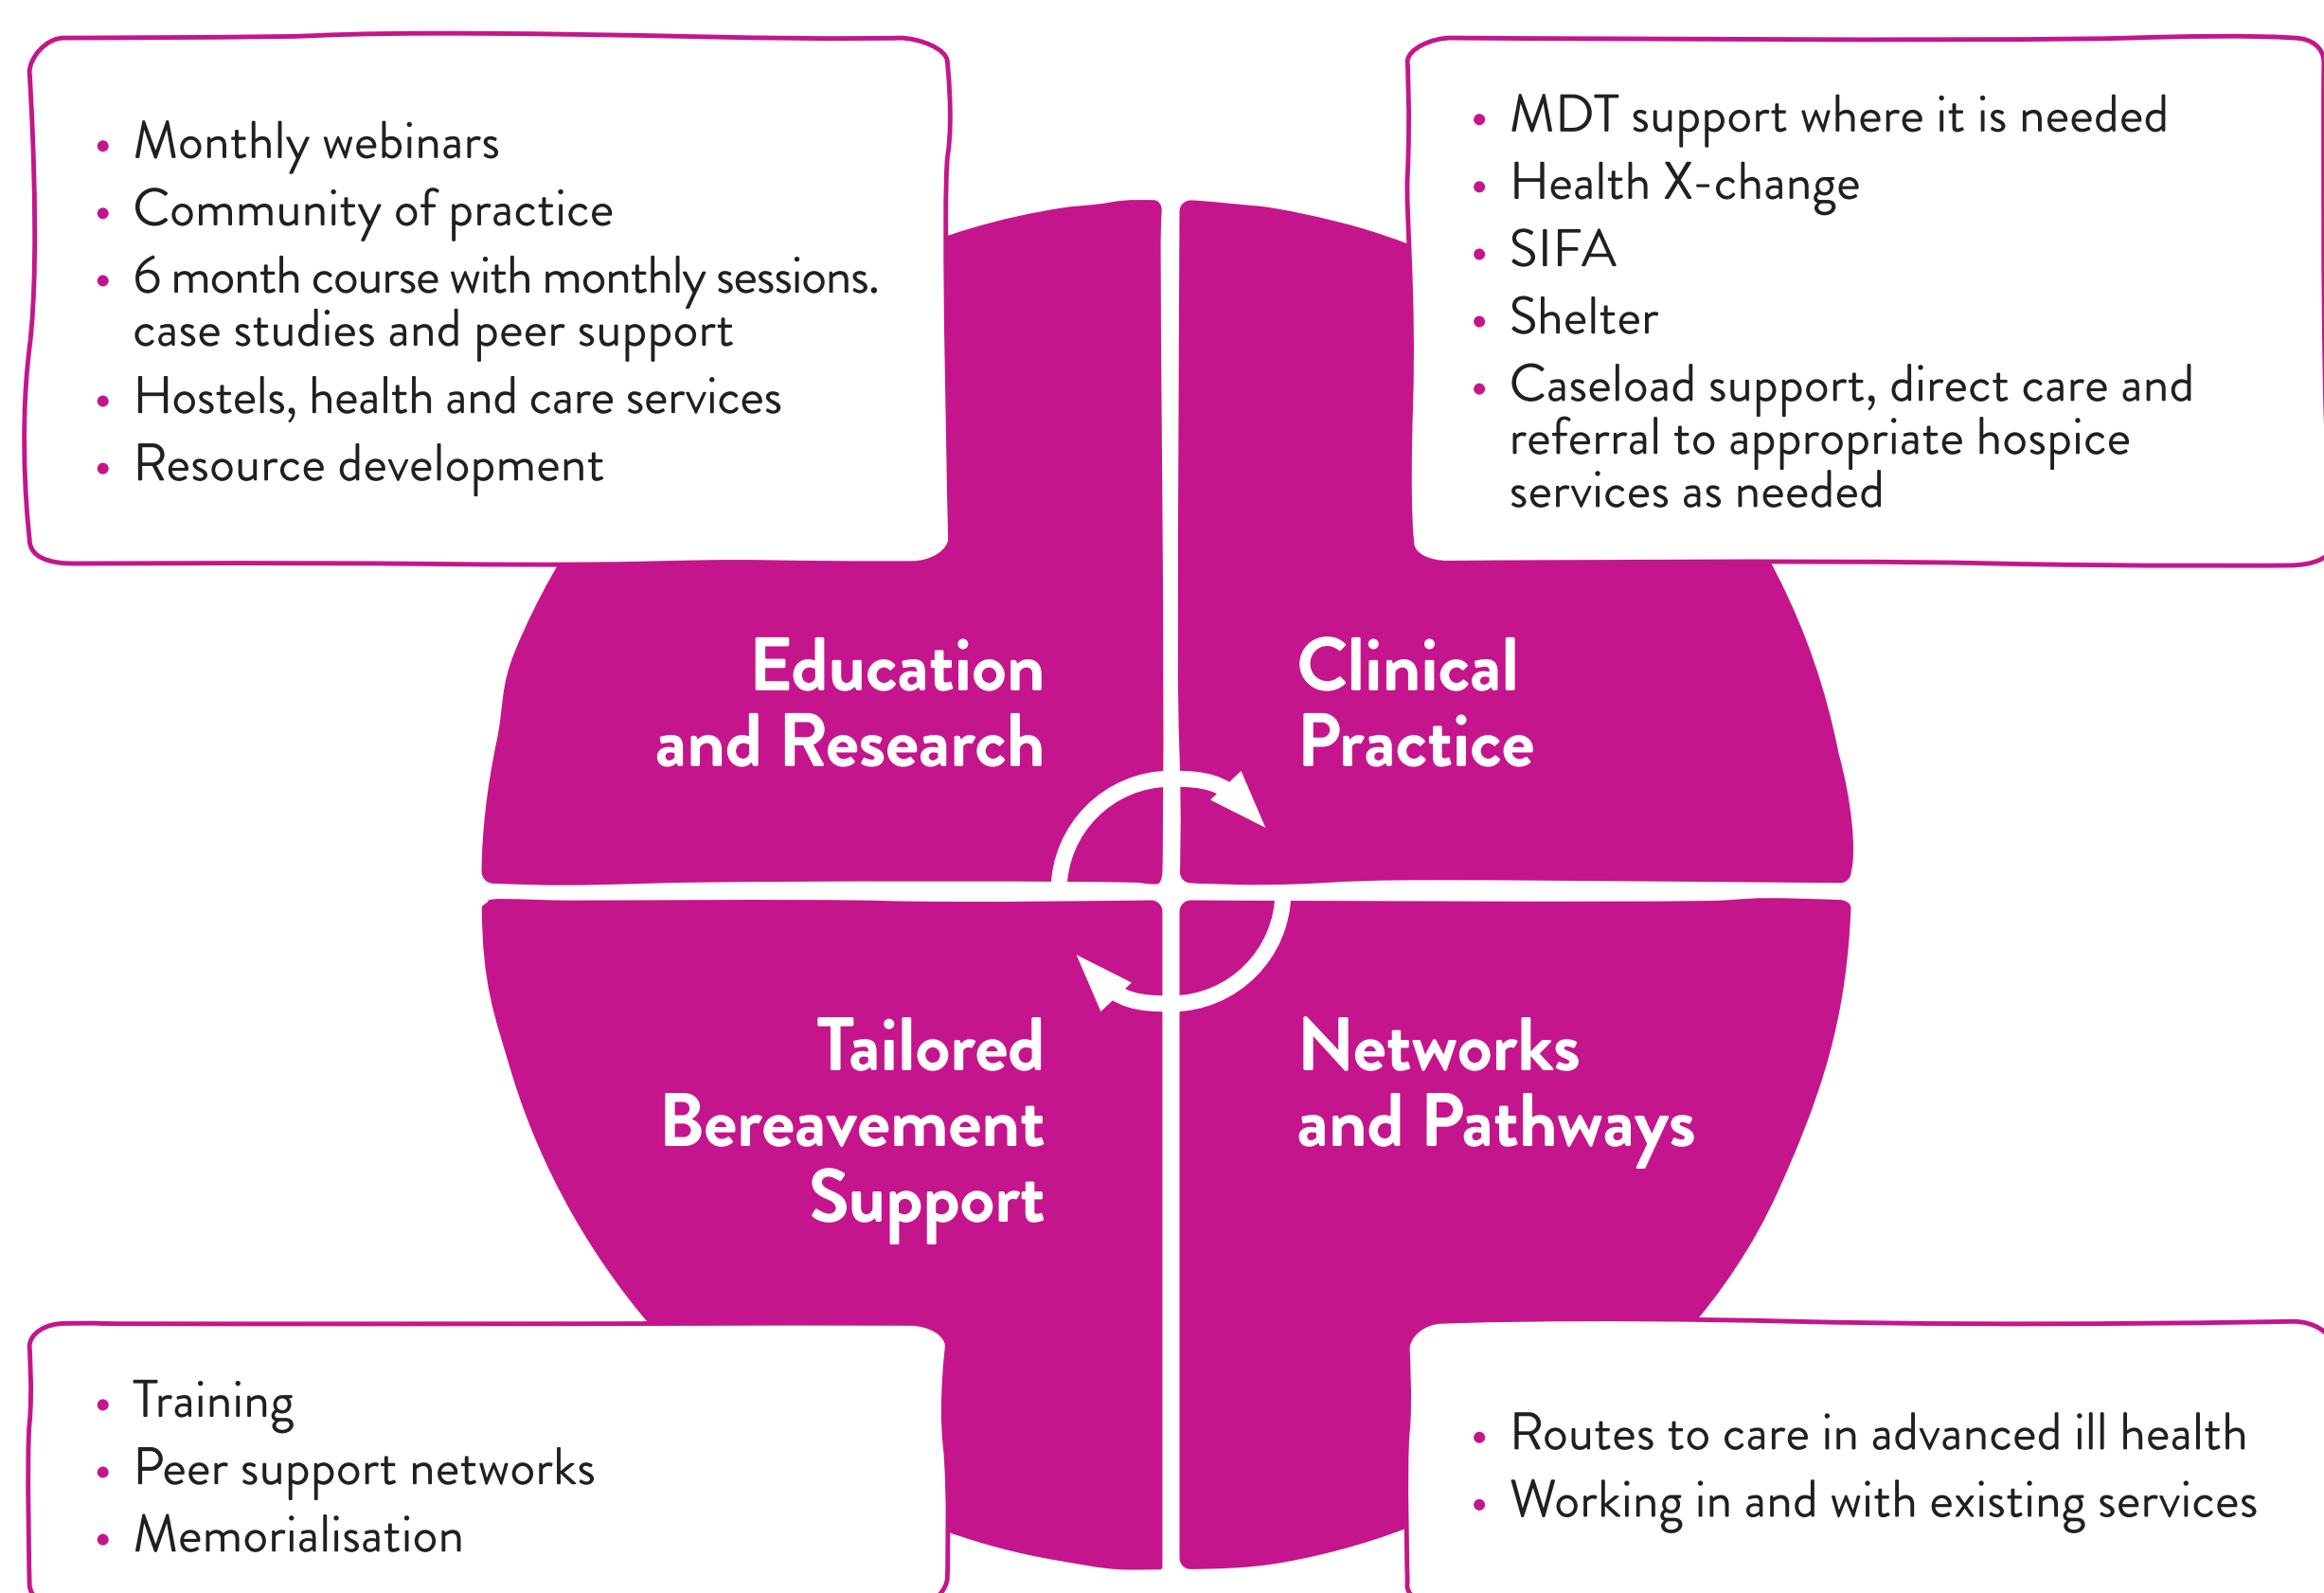 • Monthly webinars
• Community of practice
• 6 month course with monthly sessions.
case studies and peer support
• Hostels, health and care services
• Resource development
• MDT support where it is needed
• Health X-change
• SIFA
• Shelter
• Caseload support, direct care and
referral to appropriate hospice
services as needed
Education
and Research
Clinical
Practice
Tailored
Bereavement
Support
Networks
and Pathways
• Training
• Peer support networks
• Memorialisation
• Routes to care in advanced ill health
• Working in and with existing services